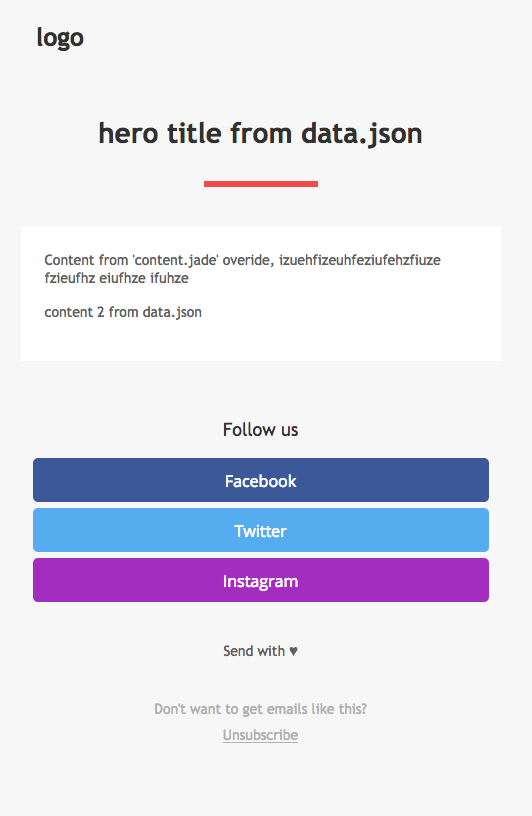 logo
hero title from data.json
Content from 'content.jade' overide, izuehfizeuhfeziufehzfiuze
fzieufhz eiufhze ifuhze
content 2 from data.json
Follow us
Facebook
Twitter
Instagram
Send with ♥
Don't want to get emails like this?
Unsubscribe